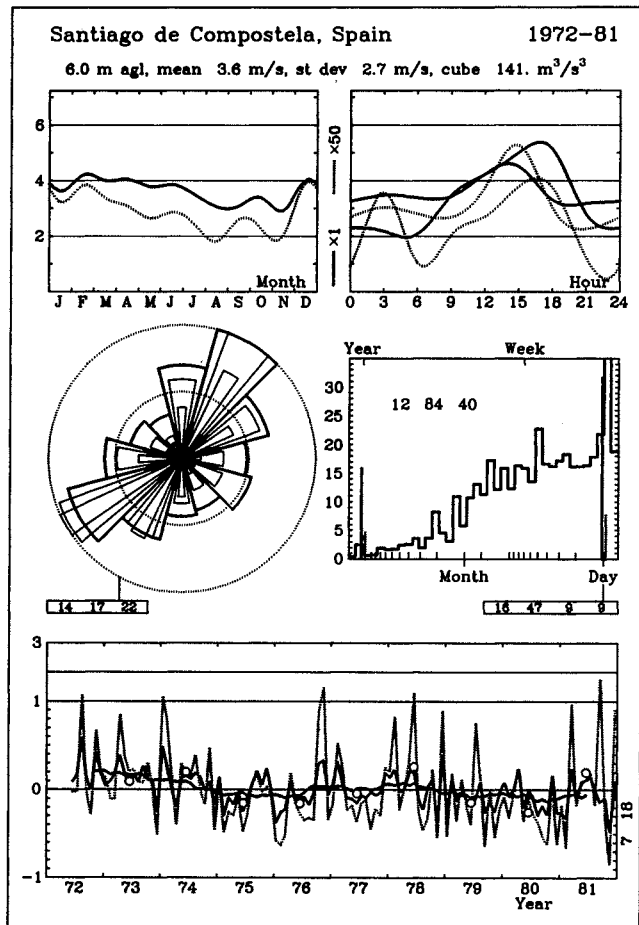 Santiago de Compostela, Spain 1972-81
6.0 m agl, mean 3.6 m/s, st dev 2.7 m/s, cube 141. m³/s³
6
4
2
×1 ×50
Month
J F M A M J J A S O N D
Hour
0 3 6 9 12 15 18 21 24
Year Week
35
30
25
20
15
10
5
0
12 84 40
Month Day
14 17 22
16 47 9 9
3
1
0
-1
7 18
72 73 74 75 76 77 78 79 80 81
Year